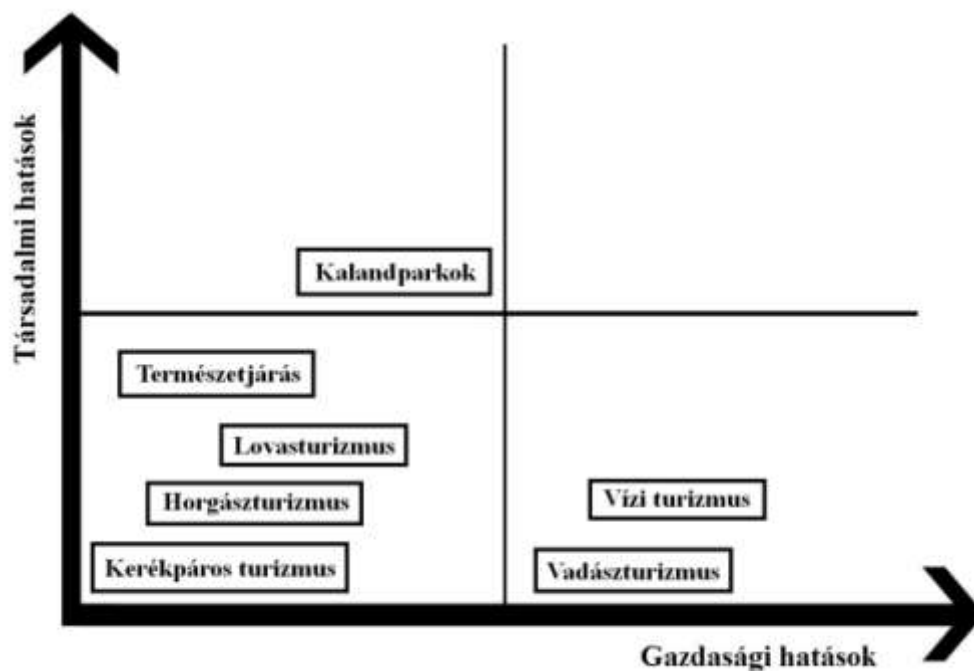 Társadalmi hatások
Kalandparkok
Természetjárás
Lovasturizmus
Horgászturizmus
Vízi turizmus
Kerékpáros turizmus
Vadászturizmus
Gazdasági hatások